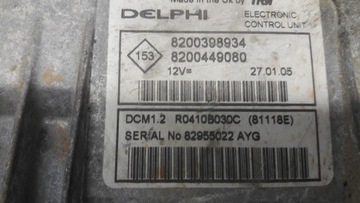 Made in the UK by TRW
DELPHI
ELECTRONIC
CONTROL UNIT
153
8200398934
8200449080
12V=
27.01.05
DCM1.2 R0410B030C (81118E)
SERIAL No 82955022 AYG